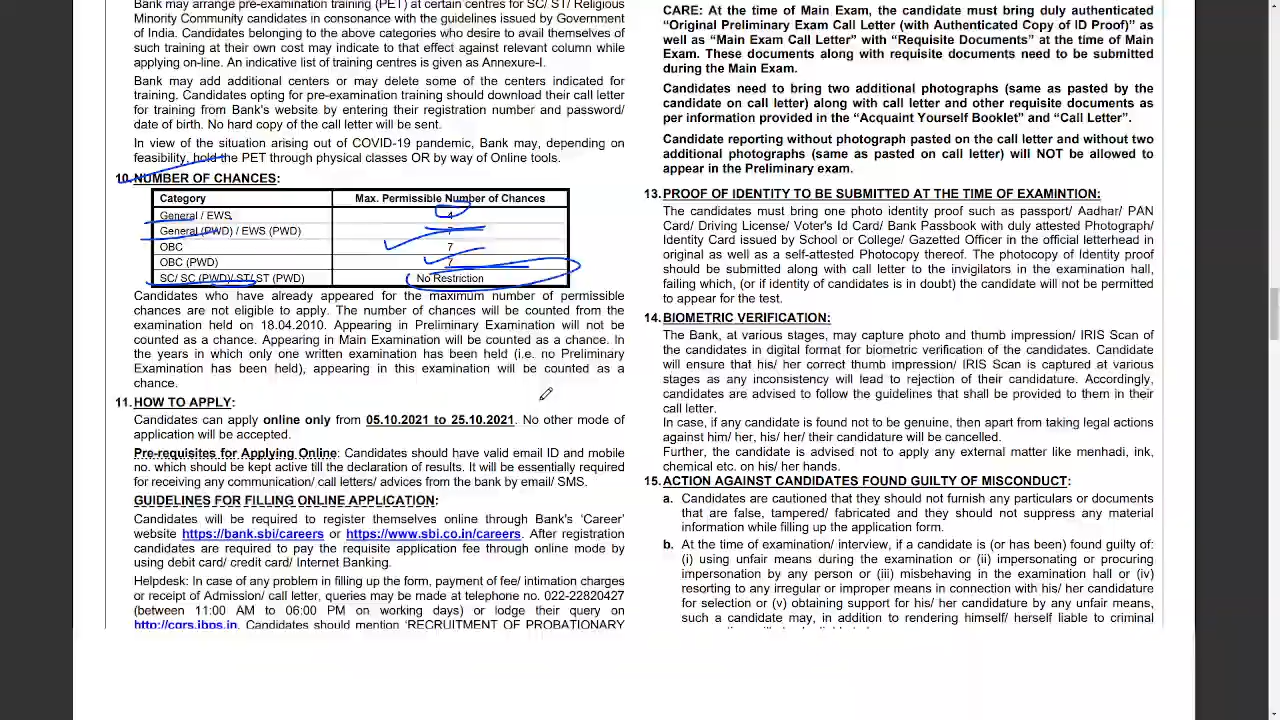 Bank may arrange pre-examination training (PET) at certain centres for SC/ ST/ Religious
Minority Community candidates in consonance with the guidelines issued by Government
of India. Candidates belonging to the above categories who desire to avail themselves of
such training at their own cost may indicate to that effect against relevant column while
applying on-line. An indicative list of training centres is given as Annexure-I.
Bank may add additional centers or may delete some of the centers indicated for
training. Candidates opting for pre-examination training should download their call letter
for training from Bank's website by entering their registration number and password/
date of birth. No hard copy of the call letter will be sent.
In view of the situation arising out of COVID-19 pandemic, Bank may, depending on
feasibility, hold the PET through physical classes OR by way of Online tools.
10. NUMBER OF CHANCES:
Category Max. Permissible Number of Chances
General / EWS 4
General (PWD) / EWS (PWD) 7
OBC 7
OBC (PWD) 7
SC/ SC (PWD)/ ST/ ST (PWD) No Restriction
Candidates who have already appeared for the maximum number of permissible
chances are not eligible to apply. The number of chances will be counted from the
examination held on 18.04.2010. Appearing in Preliminary Examination will not be
counted as a chance. Appearing in Main Examination will be counted as a chance. In
the years in which only one written examination has been held (i.e. no Preliminary
Examination has been held), appearing in this examination will be counted as a
chance.
11. HOW TO APPLY:
Candidates can apply online only from 05.10.2021 to 25.10.2021. No other mode of
application will be accepted.
Pre-requisites for Applying Online: Candidates should have valid email ID and mobile
no. which should be kept active till the declaration of results. It will be essentially required
for receiving any communication/ call letters/ advices from the bank by email/ SMS.
GUIDELINES FOR FILLING ONLINE APPLICATION:
Candidates will be required to register themselves online through Bank's 'Career'
website https://bank.sbi/careers or https://www.sbi.co.in/careers. After registration
candidates are required to pay the requisite application fee through online mode by
using debit card/ credit card/ Internet Banking.
Helpdesk: In case of any problem in filling up the form, payment of fee/ intimation charges
or receipt of Admission/ call letter, queries may be made at telephone no. 022-22820427
(between 11:00 AM to 06:00 PM on working days) or lodge their query on
http://cgrs.ibps.in. Candidates should mention 'RECRUITMENT OF PROBATIONARY
CARE: At the time of Main Exam, the candidate must bring duly authenticated
"Original Preliminary Exam Call Letter (with Authenticated Copy of ID Proof)" as
well as "Main Exam Call Letter" with "Requisite Documents" at the time of Main
Exam. These documents along with requisite documents need to be submitted
during the Main Exam.
Candidates need to bring two additional photographs (same as pasted by the
candidate on call letter) along with call letter and other requisite documents as
per information provided in the "Acquaint Yourself Booklet" and "Call Letter".
Candidate reporting without photograph pasted on the call letter and without two
additional photographs (same as pasted on call letter) will NOT be allowed to
appear in the Preliminary exam.
13. PROOF OF IDENTITY TO BE SUBMITTED AT THE TIME OF EXAMINTION:
The candidates must bring one photo identity proof such as passport/ Aadhar/ PAN
Card/ Driving License/ Voter's Id Card/ Bank Passbook with duly attested Photograph/
Identity Card issued by School or College/ Gazetted Officer in the official letterhead in
original as well as a self-attested Photocopy thereof. The photocopy of Identity proof
should be submitted along with call letter to the invigilators in the examination hall,
failing which, (or if identity of candidates is in doubt) the candidate will not be permitted
to appear for the test.
14. BIOMETRIC VERIFICATION:
The Bank, at various stages, may capture photo and thumb impression/ IRIS Scan of
the candidates in digital format for biometric verification of the candidates. Candidate
will ensure that his/ her correct thumb impression/ IRIS Scan is captured at various
stages as any inconsistency will lead to rejection of their candidature. Accordingly,
candidates are advised to follow the guidelines that shall be provided to them in their
call letter.
In case, if any candidate is found not to be genuine, then apart from taking legal actions
against him/ her, his/ her/ their candidature will be cancelled.
Further, the candidate is advised not to apply any external matter like menhadi, ink,
chemical etc. on his/ her hands.
15. ACTION AGAINST CANDIDATES FOUND GUILTY OF MISCONDUCT:
a. Candidates are cautioned that they should not furnish any particulars or documents
that are false, tampered/ fabricated and they should not suppress any material
information while filling up the application form.
b. At the time of examination/ interview, if a candidate is (or has been) found guilty of:
(i) using unfair means during the examination or (ii) impersonating or procuring
impersonation by any person or (iii) misbehaving in the examination hall or (iv)
resorting to any irregular or improper means in connection with his/ her candidature
for selection or (v) obtaining support for his/ her candidature by any unfair means,
such a candidate may, in addition to rendering himself/ herself liable to criminal